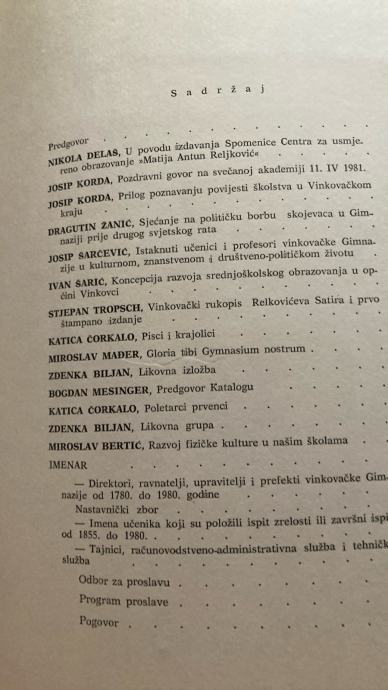 Sadržaj
Predgovor . . . . . . . . .
NIKOLA DELAŠ, U povodu izdavanja Spomenice Centra za usmje.
reno obrazovanje »Matija Antun Reljković«
JOSIP KORDA, Pozdravni govor na svečanoj akademiji 11. IV 1981.
JOSIP KORDA, Prilog poznavanju povijesti školstva u Vinkovačkom
kraju . . . . . . . . .
DRAGUTIN ŽANIĆ, Sjećanje na političku borbu skojevaca u Gim-
naziji prije drugog svjetskog rata . . . . .
JOSIP ŠARČEVIĆ, Istaknuti učenici i profesori vinkovačke Gimna.
zije u kulturnom, znanstvenom i društveno-političkom životu .
IVAN ŠARIĆ, Koncepcija razvoja srednjoškolskog obrazovanja u op-
ćini Vinkovci . . . . . . . .
STJEPAN TROPSCH, Vinkovački rukopis Relkovićeva Satira i prvo
štampano izdanje . . . . . . .
KATICA ČORKALO, Pisci i krajolici . . . . .
MIROSLAV MAĐER, Gloria tibi Gymnasium nostrum . . .
ZDENKA BILJAN, Likovna izložba . . . . .
BOGDAN MESINGER, Predgovor Katalogu . . . .
KATICA ČORKALO, Poletarci prvenci . . . . .
ZDENKA BILJAN, Likovna grupa . . . . . .
MIROSLAV BERTIĆ, Razvoj fizičke kulture u našim školama .
IMENAR . . . . . . . .
— Direktori, ravnatelji, upravitelji i prefekti vinkovačke Gim-
nazije od 1780. do 1980. godine . . . . .
Nastavnički zbor . . . . . . .
— Imena učenika koji su položili ispit zrelosti ili završni ispi
od 1855. do 1980. . . . . . . .
— Tajnici, računovodstveno-administrativna služba i tehničk
služba . . . . . . . .
Odbor za proslavu . . . . . . .
Program proslave . . . . . . .
Pogovor . . . . . . . .